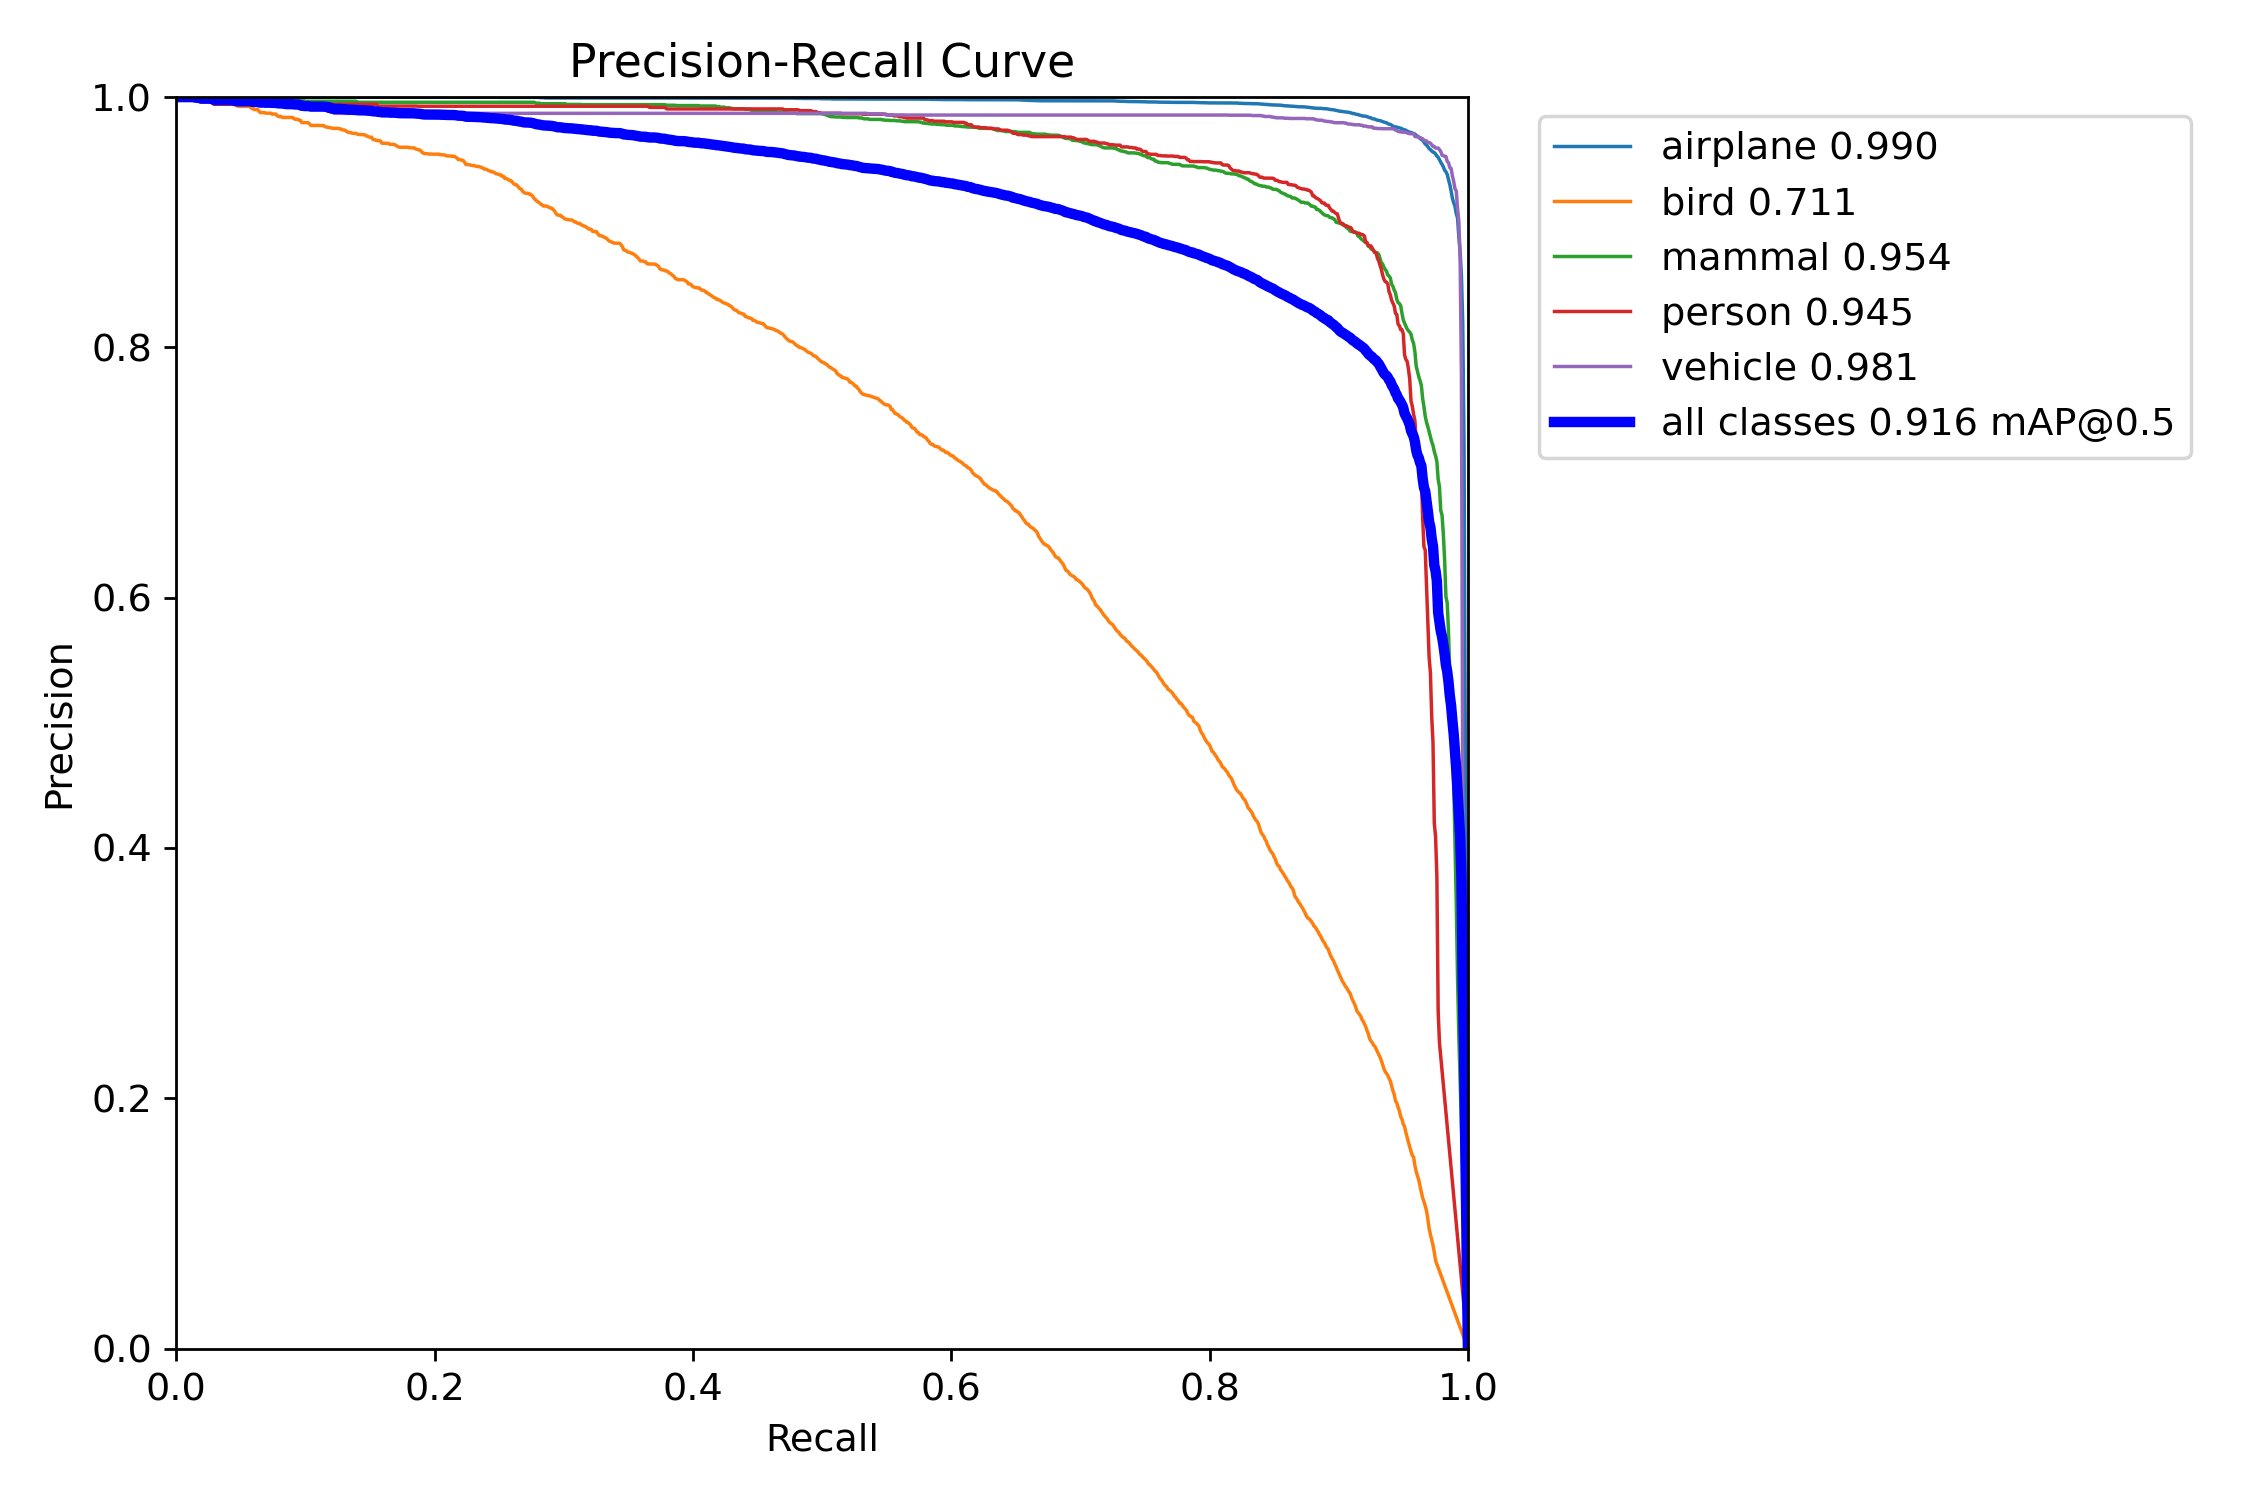 Precision-Recall Curve
1.0
0.8
0.6
0.4
0.2
0.0
Precision
0.0 0.2 0.4 0.6 0.8 1.0
Recall
airplane 0.990
bird 0.711
mammal 0.954
person 0.945
vehicle 0.981
all classes 0.916 mAP@0.5